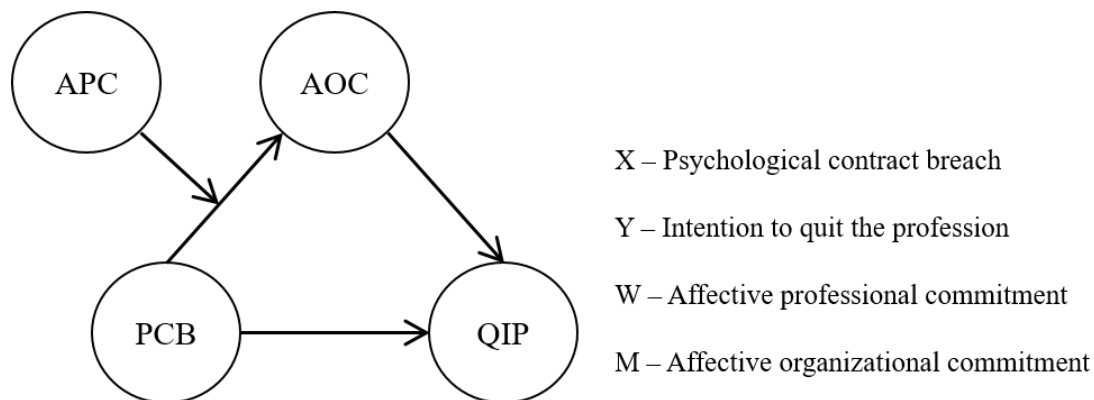 APC
AOC
PCB
QIP
X – Psychological contract breach
Y – Intention to quit the profession
W – Affective professional commitment
M – Affective organizational commitment